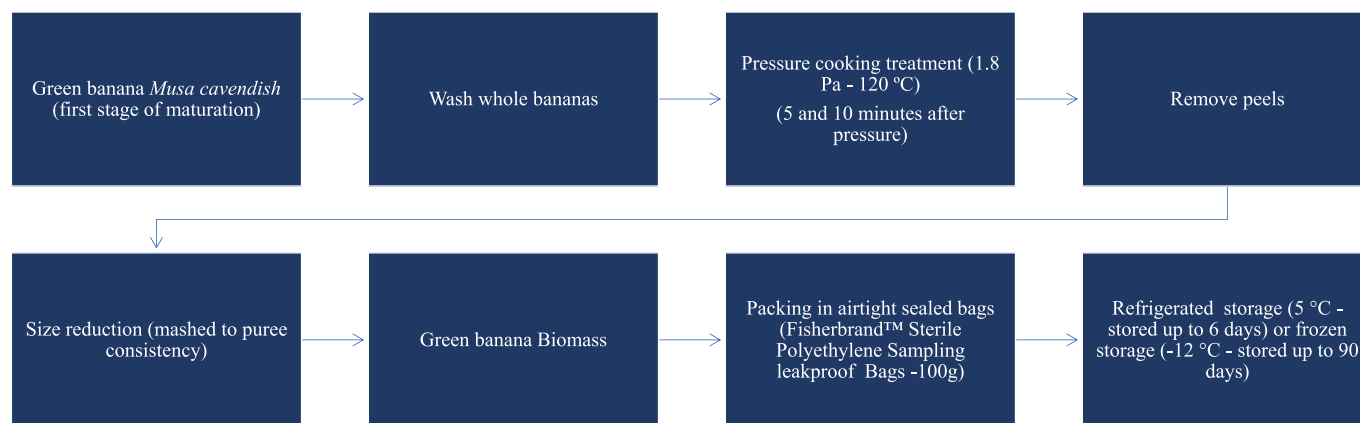 Green banana Musa cavendish
(first stage of maturation)
Wash whole bananas
Pressure cooking treatment (1.8
Pa - 120 ºC)
(5 and 10 minutes after
pressure)
Remove peels
Size reduction (mashed to puree
consistency)
Green banana Biomass
Packing in airtight sealed bags
(Fisherbrand™ Sterile
Polyethylene Sampling
leakproof Bags -100g)
Refrigerated storage (5 °C -
stored up to 6 days) or frozen
storage (-12 °C - stored up to 90
days)